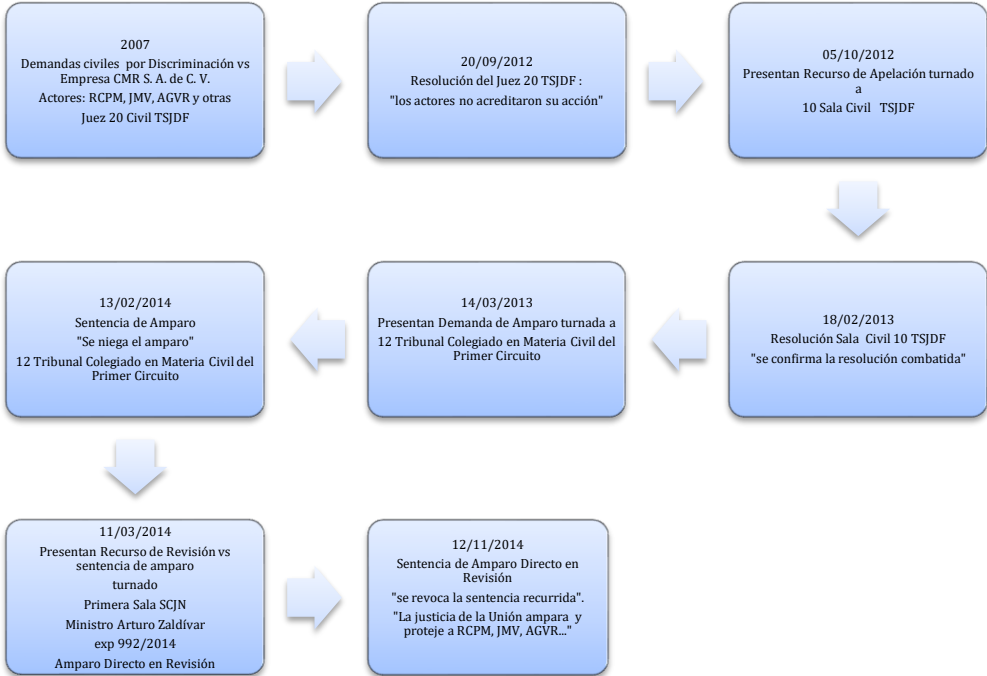 2007
Demandas civiles por Discriminación vs
Empresa CMR S. A. de C. V.
Actores: RCPM, JMV, AGVR y otras
Juez 20 Civil TSJDF
20/09/2012
Resolución del Juez 20 TSJDF :
"los actores no acreditaron su acción"
05/10/2012
Presentan Recurso de Apelación turnado
a
10 Sala Civil TSJDF
18/02/2013
Resolución Sala Civil 10 TSJDF
"se confirma la resolución combatida"
14/03/2013
Presentan Demanda de Amparo turnada a
12 Tribunal Colegiado en Materia Civil del
Primer Circuito
13/02/2014
Sentencia de Amparo
"Se niega el amparo"
12 Tribunal Colegiado en Materia Civil del
Primer Circuito
11/03/2014
Presentan Recurso de Revisión vs
sentencia de amparo
turnado
Primera Sala SCJN
Ministro Arturo Zaldívar
exp 992/2014
Amparo Directo en Revisión
12/11/2014
Sentencia de Amparo Directo en
Revisión
"se revoca la sentencia recurrida".
"La justicia de la Unión ampara y
proteje a RCPM, JMV, AGVR..."